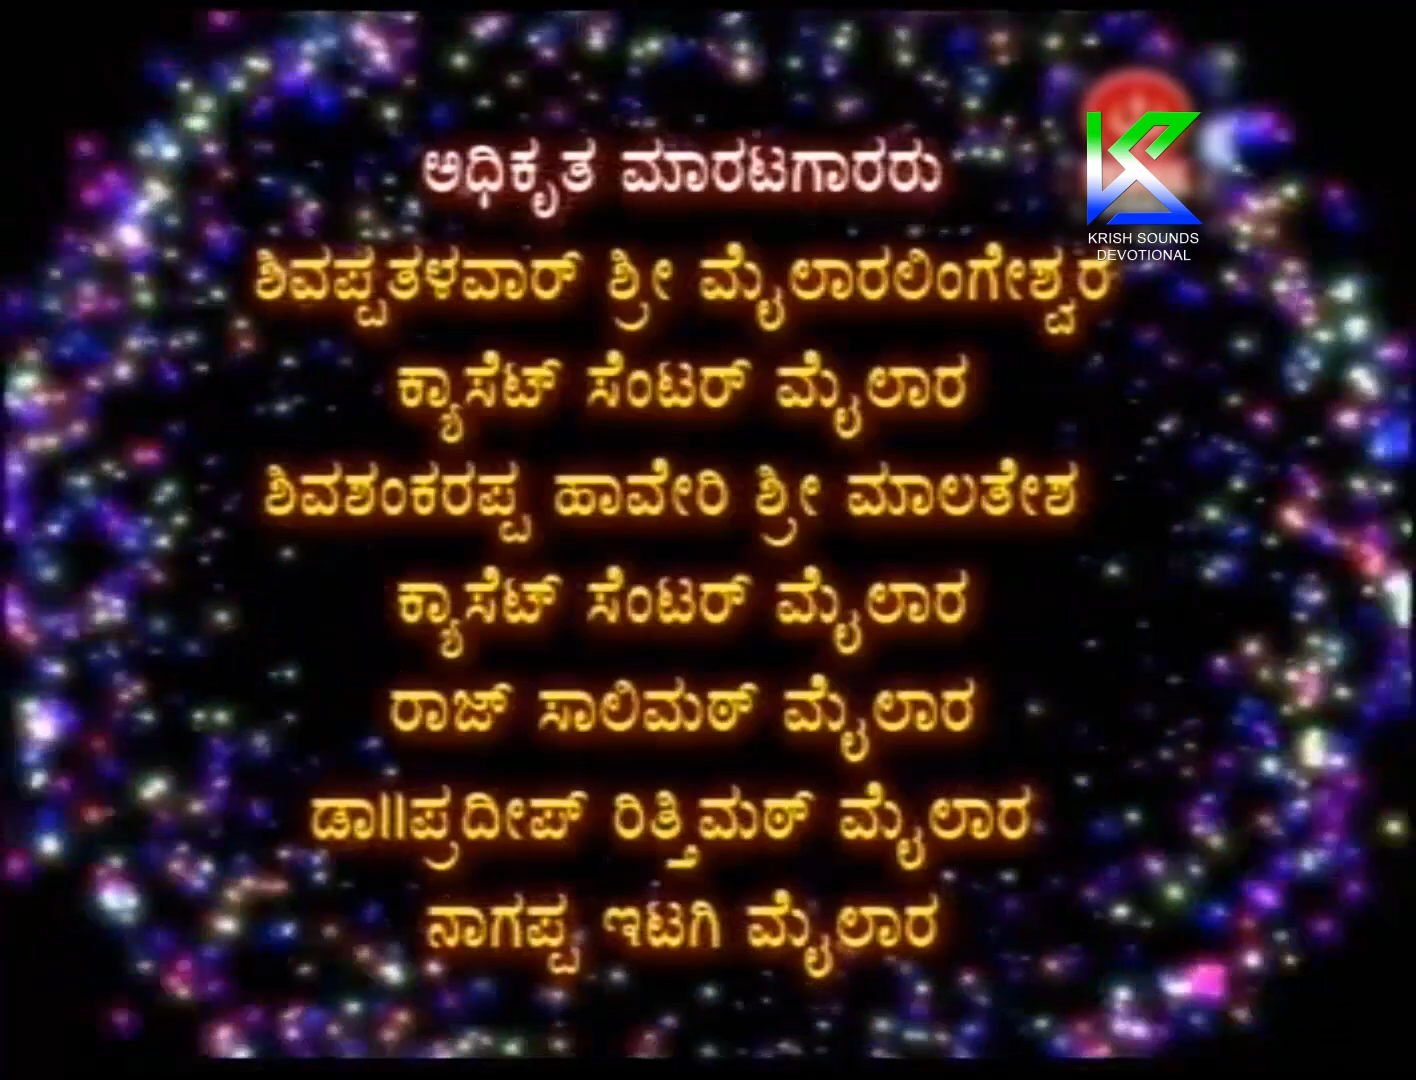 ಅಧಿಕೃತ ಮಾರಟಗಾರರು
KRISH SOUNDS
DEVOTIONAL
ಶಿವಪ್ಪತಳವಾರ್ ಶ್ರೀ ಮೈಲಾರಲಿಂಗೇಶ್ವರ
ಕ್ಯಾಸೆಟ್ ಸೆಂಟರ್ ಮೈಲಾರ
ಶಿವಶಂಕರಪ್ಪ ಹಾವೇರಿ ಶ್ರೀ ಮಾಲತೇಶ
ಕ್ಯಾಸೆಟ್ ಸೆಂಟರ್ ಮೈಲಾರ
ರಾಜ್ ಸಾಲಿಮಠ್ ಮೈಲಾರ
ಡಾ||ಪ್ರದೀಪ್ ರಿತ್ತಿಮಠ್ ಮೈಲಾರ
ನಾಗಪ್ಪ ಇಟಗಿ ಮೈಲಾರ